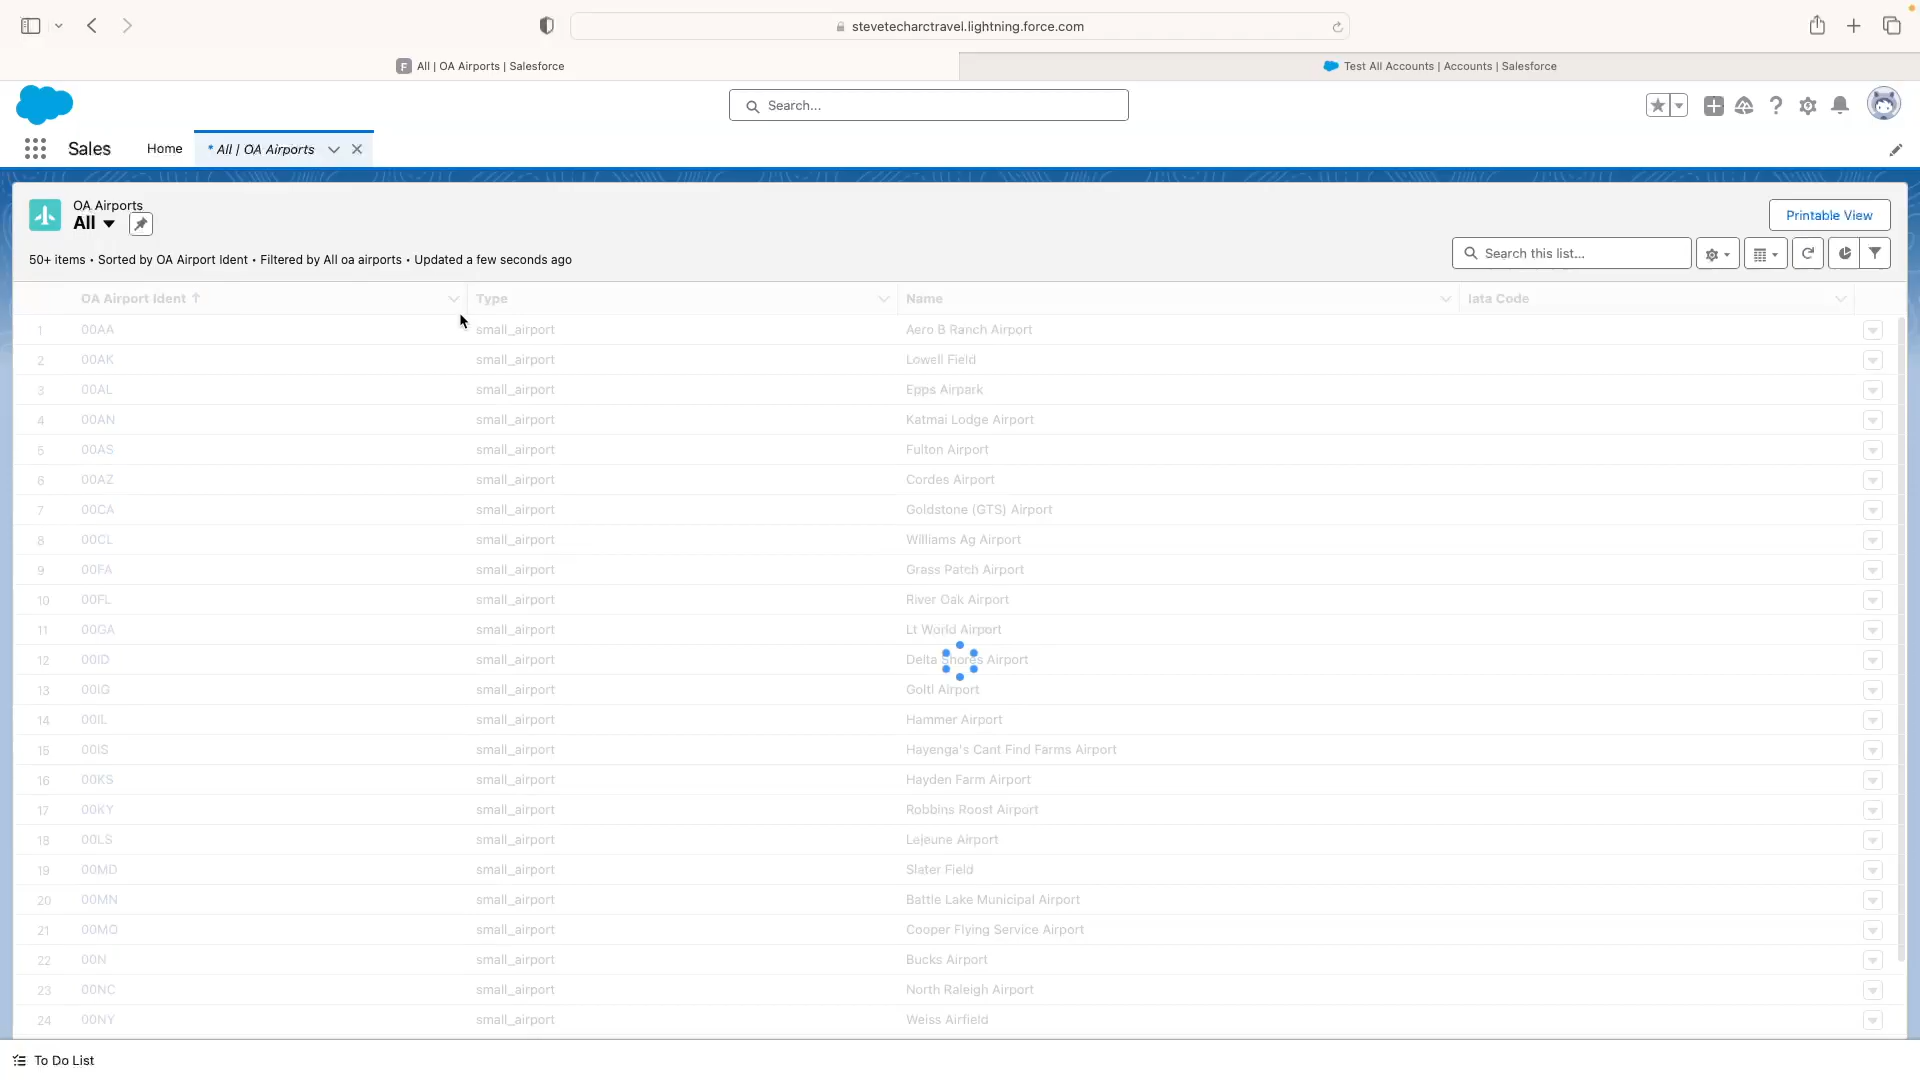 stevetecharctravel.lightning.force.com
F All | OA Airports | Salesforce
Test All Accounts | Accounts | Salesforce
Search...
Sales
Home
* All | OA Airports
OA Airports
All
Printable View
50+ items • Sorted by OA Airport Ident • Filtered by All oa airports • Updated a few seconds ago
Search this list...
OA Airport Ident ↑ Type Name Iata Code
1 00AA small_airport Aero B Ranch Airport
2 00AK small_airport Lowell Field
3 00AL small_airport Epps Airpark
4 00AN small_airport Katmai Lodge Airport
5 00AS small_airport Fulton Airport
6 00AZ small_airport Cordes Airport
7 00CA small_airport Goldstone (GTS) Airport
8 00CL small_airport Williams Ag Airport
9 00FA small_airport Grass Patch Airport
10 00FL small_airport River Oak Airport
11 00GA small_airport Lt World Airport
12 00ID small_airport Delta Shores Airport
13 00IG small_airport Goltl Airport
14 00IL small_airport Hammer Airport
15 00IS small_airport Hayenga's Cant Find Farms Airport
16 00KS small_airport Hayden Farm Airport
17 00KY small_airport Robbins Roost Airport
18 00LS small_airport Lejeune Airport
19 00MD small_airport Slater Field
20 00MN small_airport Battle Lake Municipal Airport
21 00MO small_airport Cooper Flying Service Airport
22 00N small_airport Bucks Airport
23 00NC small_airport North Raleigh Airport
24 00NY small_airport Weiss Airfield
To Do List